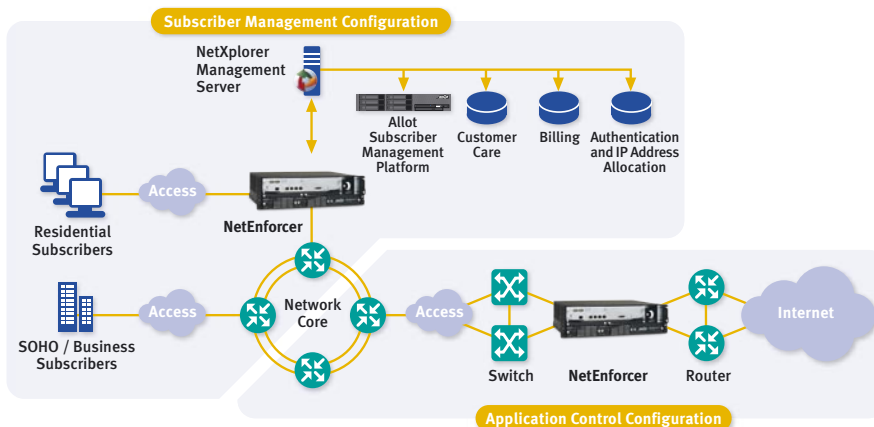 Subscriber Management Configuration
NetXplorer
Management
Server
Allot
Subscriber
Management
Platform
Customer
Care
Billing
Authentication
and IP Address
Allocation
Access
Residential
Subscribers
NetEnforcer
Access
SOHO / Business
Subscribers
Network
Core
Access
Switch
NetEnforcer
Router
Internet
Application Control Configuration